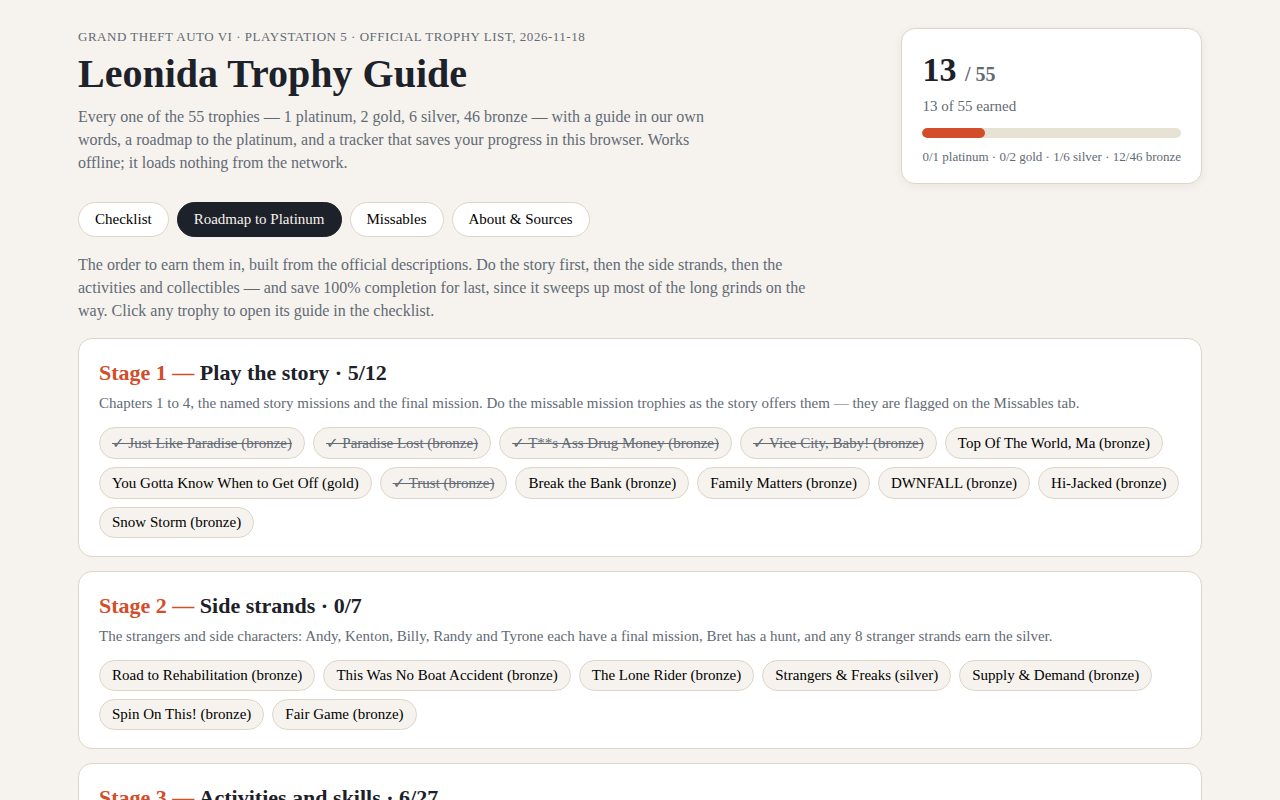 GRAND THEFT AUTO VI · PLAYSTATION 5 · OFFICIAL TROPHY LIST, 2026-11-18
Leonida Trophy Guide
Every one of the 55 trophies — 1 platinum, 2 gold, 6 silver, 46 bronze — with a guide in our own
words, a roadmap to the platinum, and a tracker that saves your progress in this browser. Works
offline; it loads nothing from the network.
13 / 55
13 of 55 earned
0/1 platinum · 0/2 gold · 1/6 silver · 12/46 bronze
Checklist Roadmap to Platinum Missables About & Sources
The order to earn them in, built from the official descriptions. Do the story first, then the side strands, then the
activities and collectibles — and save 100% completion for last, since it sweeps up most of the long grinds on the
way. Click any trophy to open its guide in the checklist.
Stage 1 — Play the story · 5/12
Chapters 1 to 4, the named story missions and the final mission. Do the missable mission trophies as the story offers them — they are flagged on the Missables tab.
✓ Just Like Paradise (bronze) ✓ Paradise Lost (bronze) ✓ T**s Ass Drug Money (bronze) ✓ Vice City, Baby! (bronze) Top Of The World, Ma (bronze)
You Gotta Know When to Get Off (gold) ✓ Trust (bronze) Break the Bank (bronze) Family Matters (bronze) DWNFALL (bronze) Hi-Jacked (bronze)
Snow Storm (bronze)
Stage 2 — Side strands · 0/7
The strangers and side characters: Andy, Kenton, Billy, Randy and Tyrone each have a final mission, Bret has a hunt, and any 8 stranger strands earn the silver.
Road to Rehabilitation (bronze) This Was No Boat Accident (bronze) The Lone Rider (bronze) Strangers & Freaks (silver) Supply & Demand (bronze)
Spin On This! (bronze) Fair Game (bronze)
Stage 3 — Activities and skills · 6/27